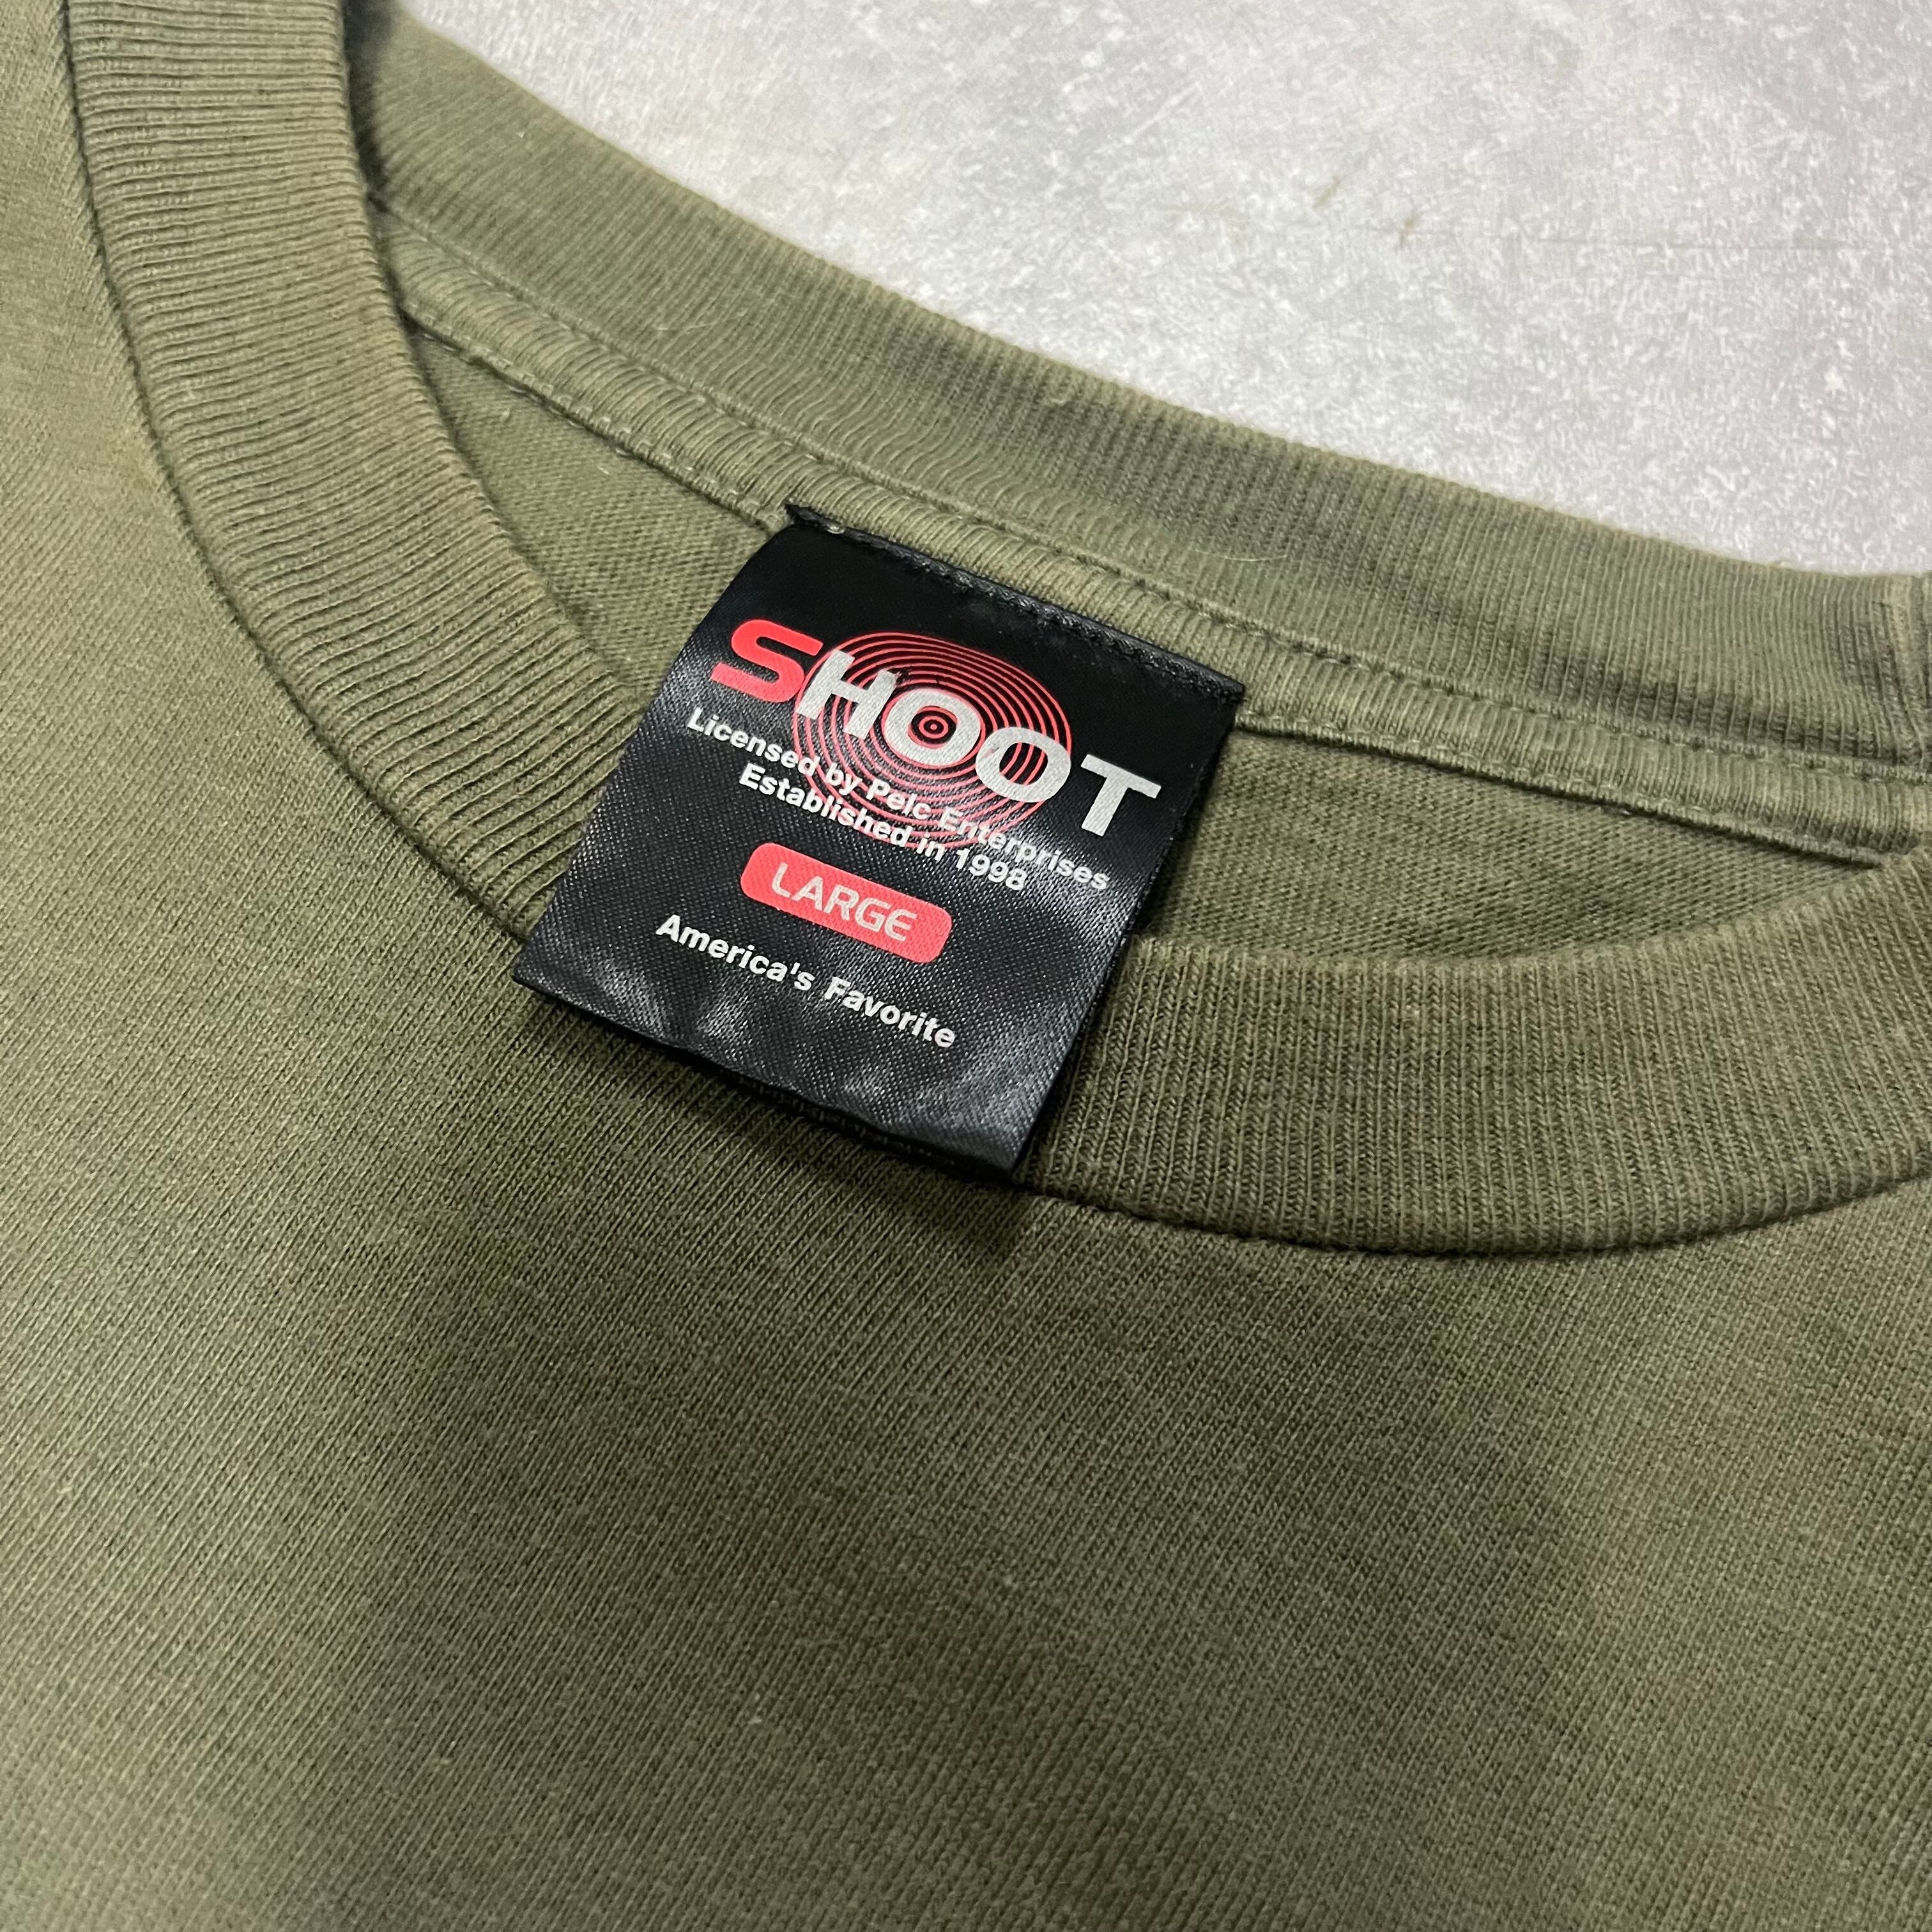 SHOOT
Licensed by Pelc Enterprises
Established in 1998
LARGE
America's Favorite